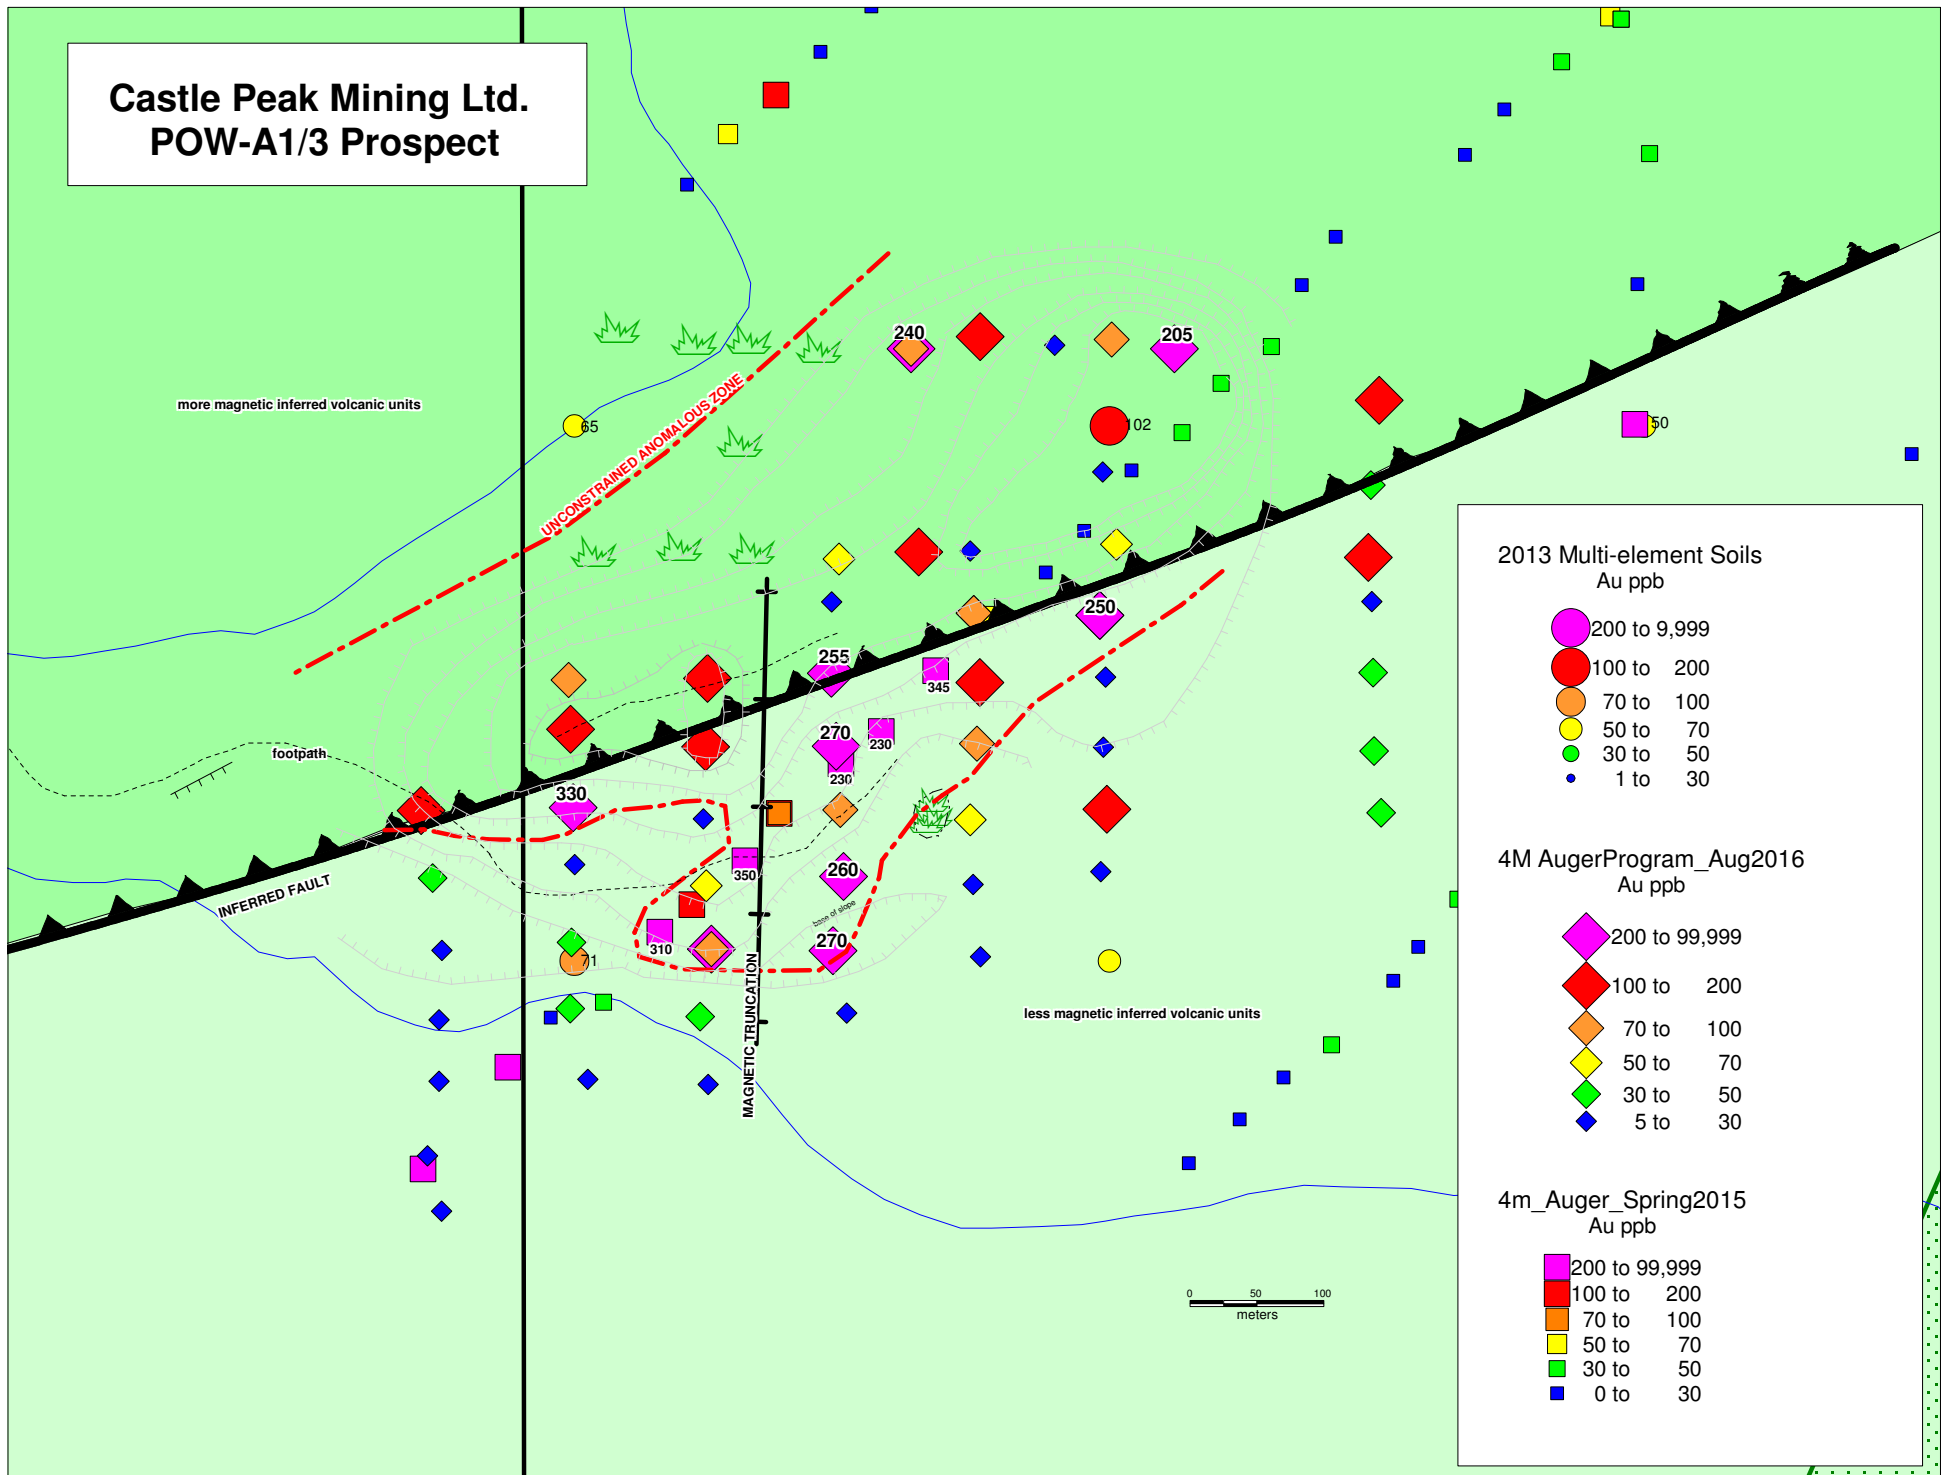 Castle Peak Mining Ltd.
POW-A1/3 Prospect
240
205
more magnetic inferred volcanic units
UNCONSTRAINED ANOMALOUS ZONE
65
102
50
250
255
345
270
230
230
footpath
330
260
350
INFERRED FAULT
base of slope
310
270
71
MAGNETIC TRUNCATION
less magnetic inferred volcanic units
0 50 100
meters
2013 Multi-element Soils
Au ppb
200 to 9,999
100 to 200
70 to 100
50 to 70
30 to 50
1 to 30
4M AugerProgram_Aug2016
Au ppb
200 to 99,999
100 to 200
70 to 100
50 to 70
30 to 50
5 to 30
4m_Auger_Spring2015
Au ppb
200 to 99,999
100 to 200
70 to 100
50 to 70
30 to 50
0 to 30